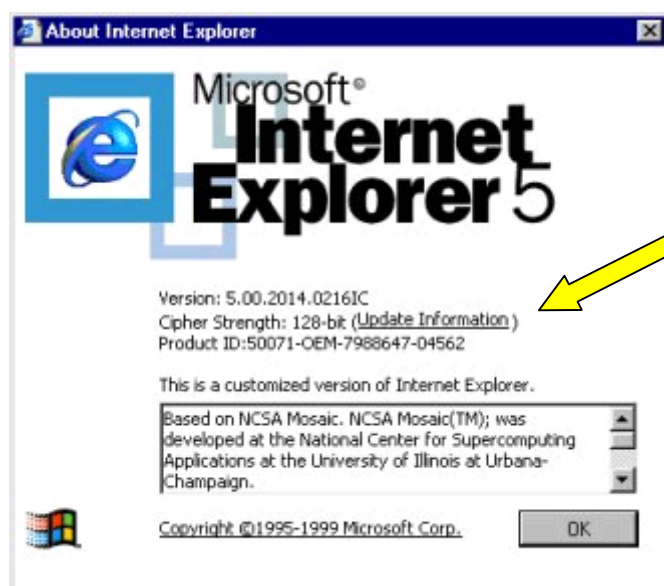 About Internet Explorer
Microsoft®
Internet
Explorer 5
Version: 5.00.2014.0216IC
Cipher Strength: 128-bit (Update Information )
Product ID:50071-OEM-7988647-04562
This is a customized version of Internet Explorer.
Based on NCSA Mosaic. NCSA Mosaic(TM); was
developed at the National Center for Supercomputing
Applications at the University of Illinois at Urbana-
Champaign.
Copyright ©1995-1999 Microsoft Corp.
OK